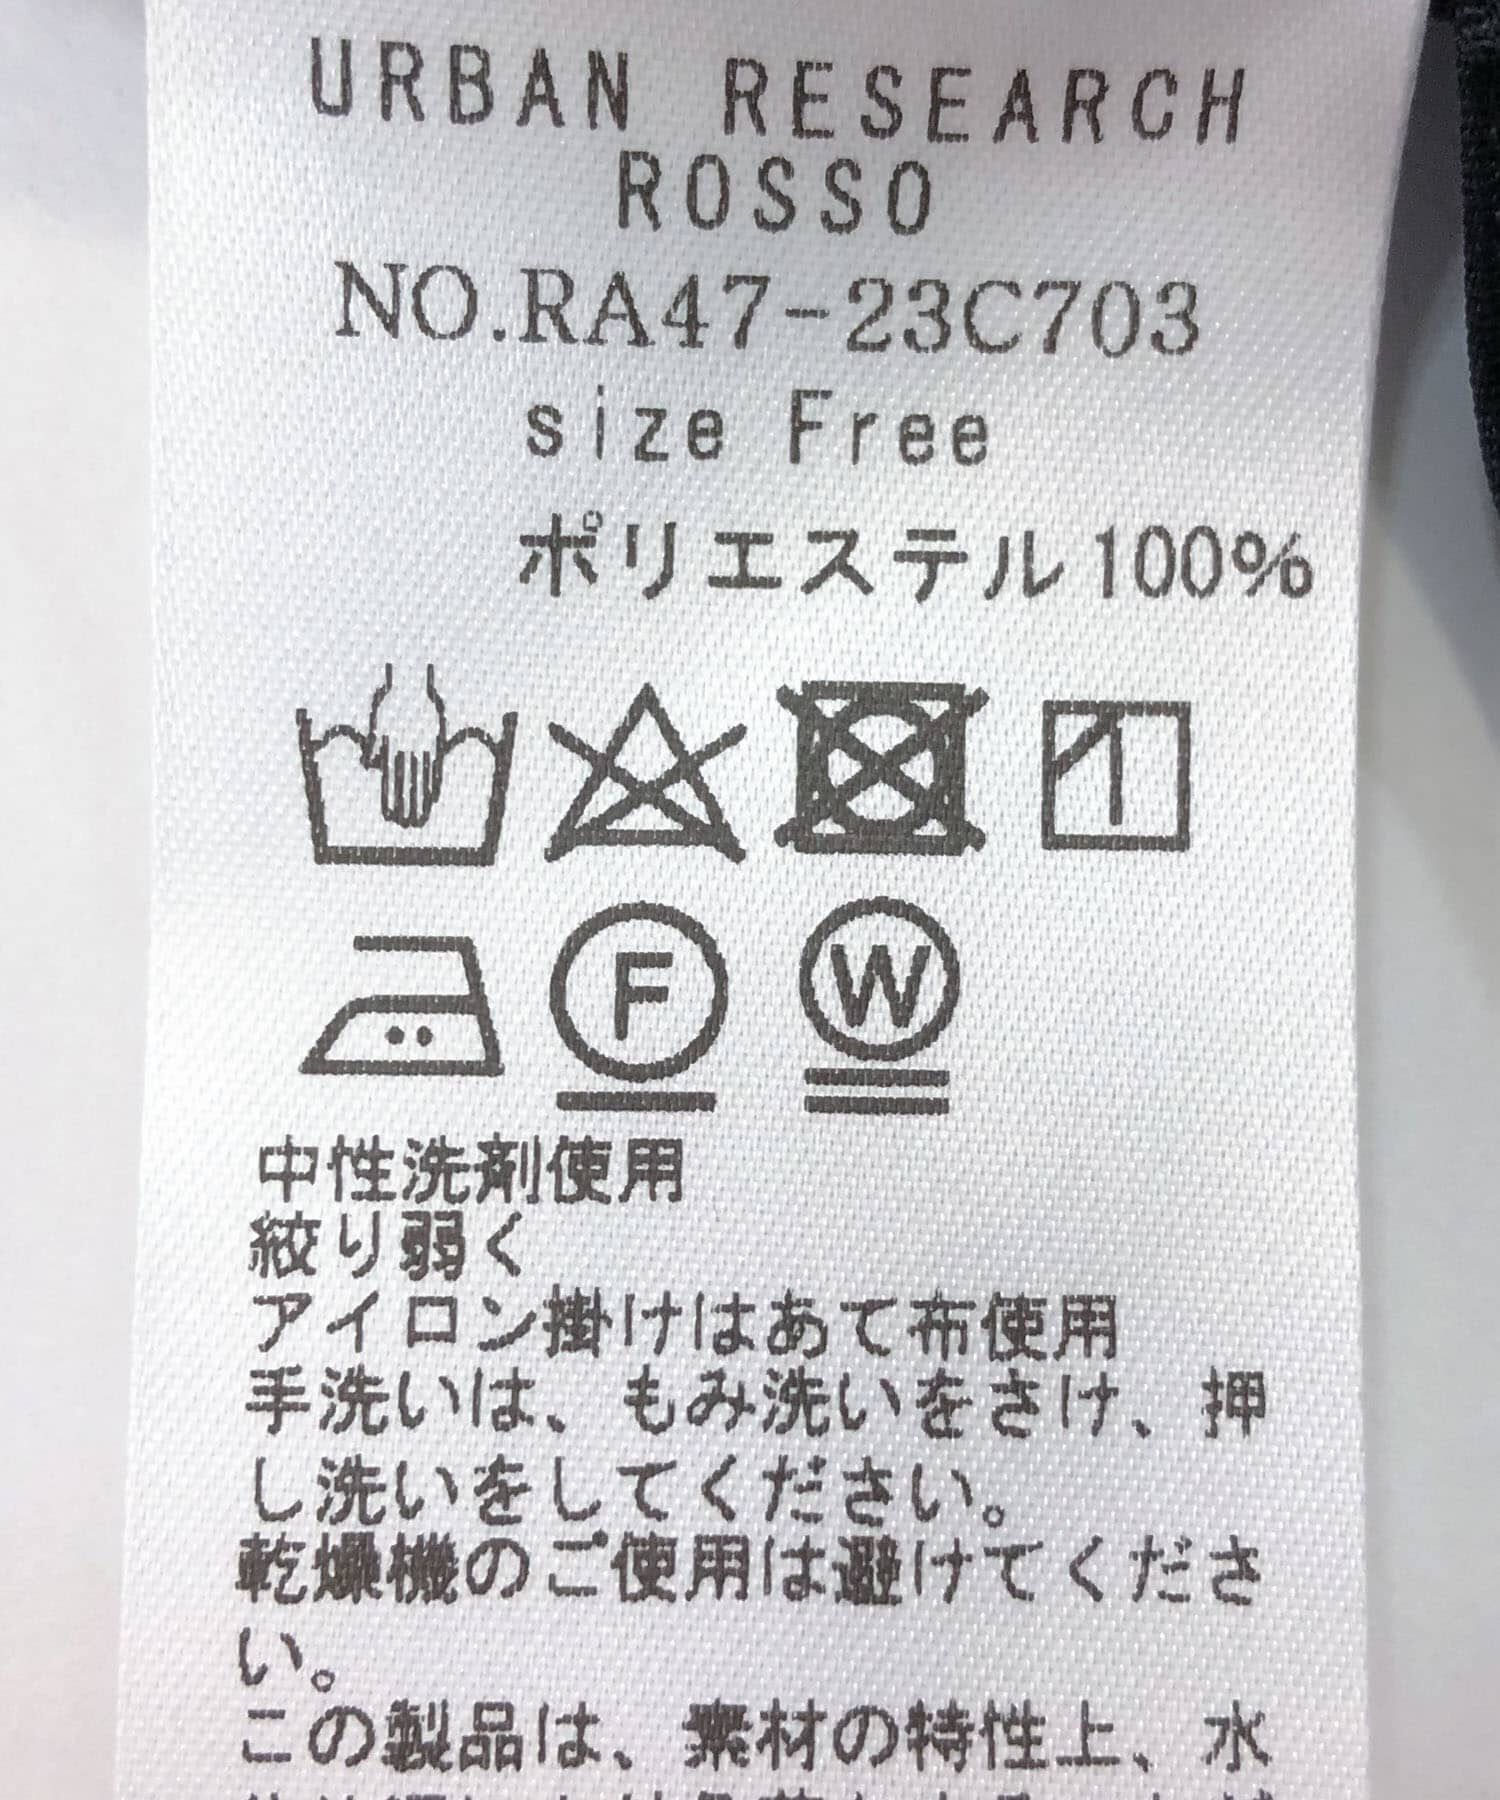 URBAN RESEARCH
ROSSO
NO.RA47-23C703
size Free
ポリエステル100%
F
W
中性洗剤使用
絞り弱く
アイロン掛けはあて布使用
手洗いは、もみ洗いをさけ、押
し洗いをしてください。
乾燥機のご使用は避けてくださ
い。
この製品は、素材の特性上、水